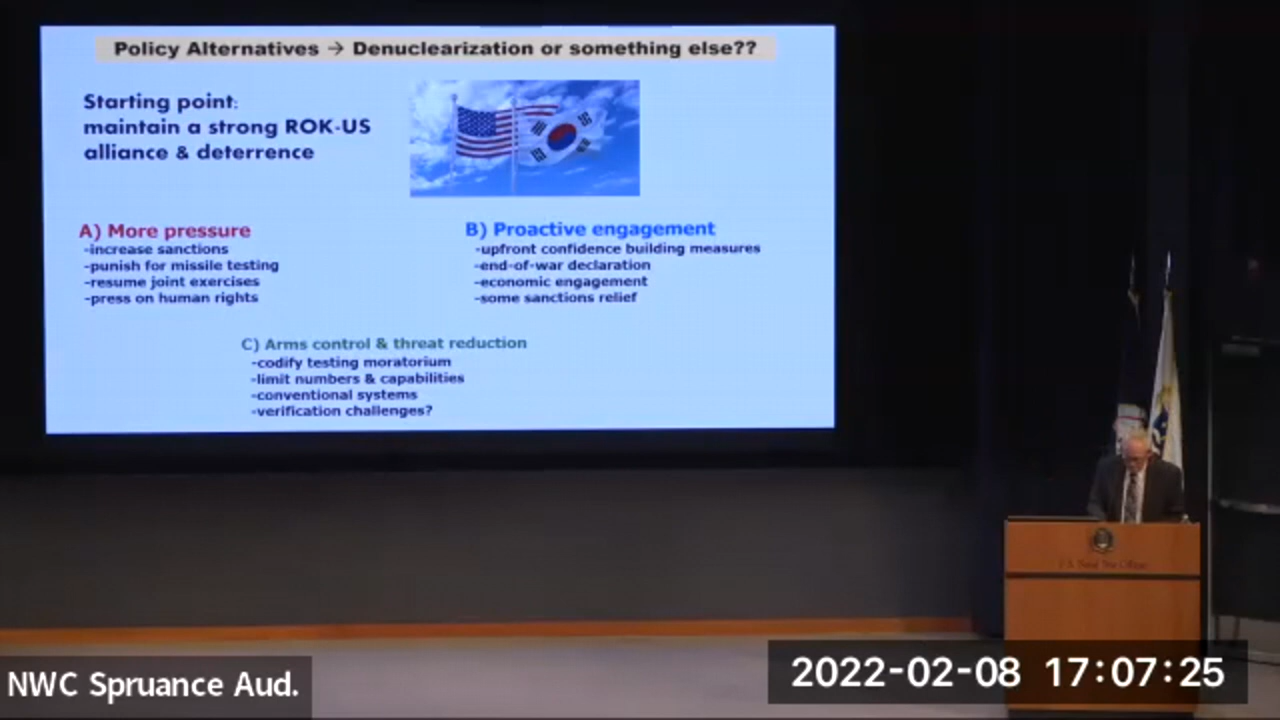 Policy Alternatives → Denuclearization or something else??
Starting point:
maintain a strong ROK-US
alliance & deterrence
A) More pressure
-increase sanctions
-punish for missile testing
-resume joint exercises
-press on human rights
B) Proactive engagement
-upfront confidence building measures
-end-of-war declaration
-economic engagement
-some sanctions relief
C) Arms control & threat reduction
-codify testing moratorium
-limit numbers & capabilities
-conventional systems
-verification challenges?
U.S. Naval War College
NWC Spruance Aud.
2022-02-08 17:07:25